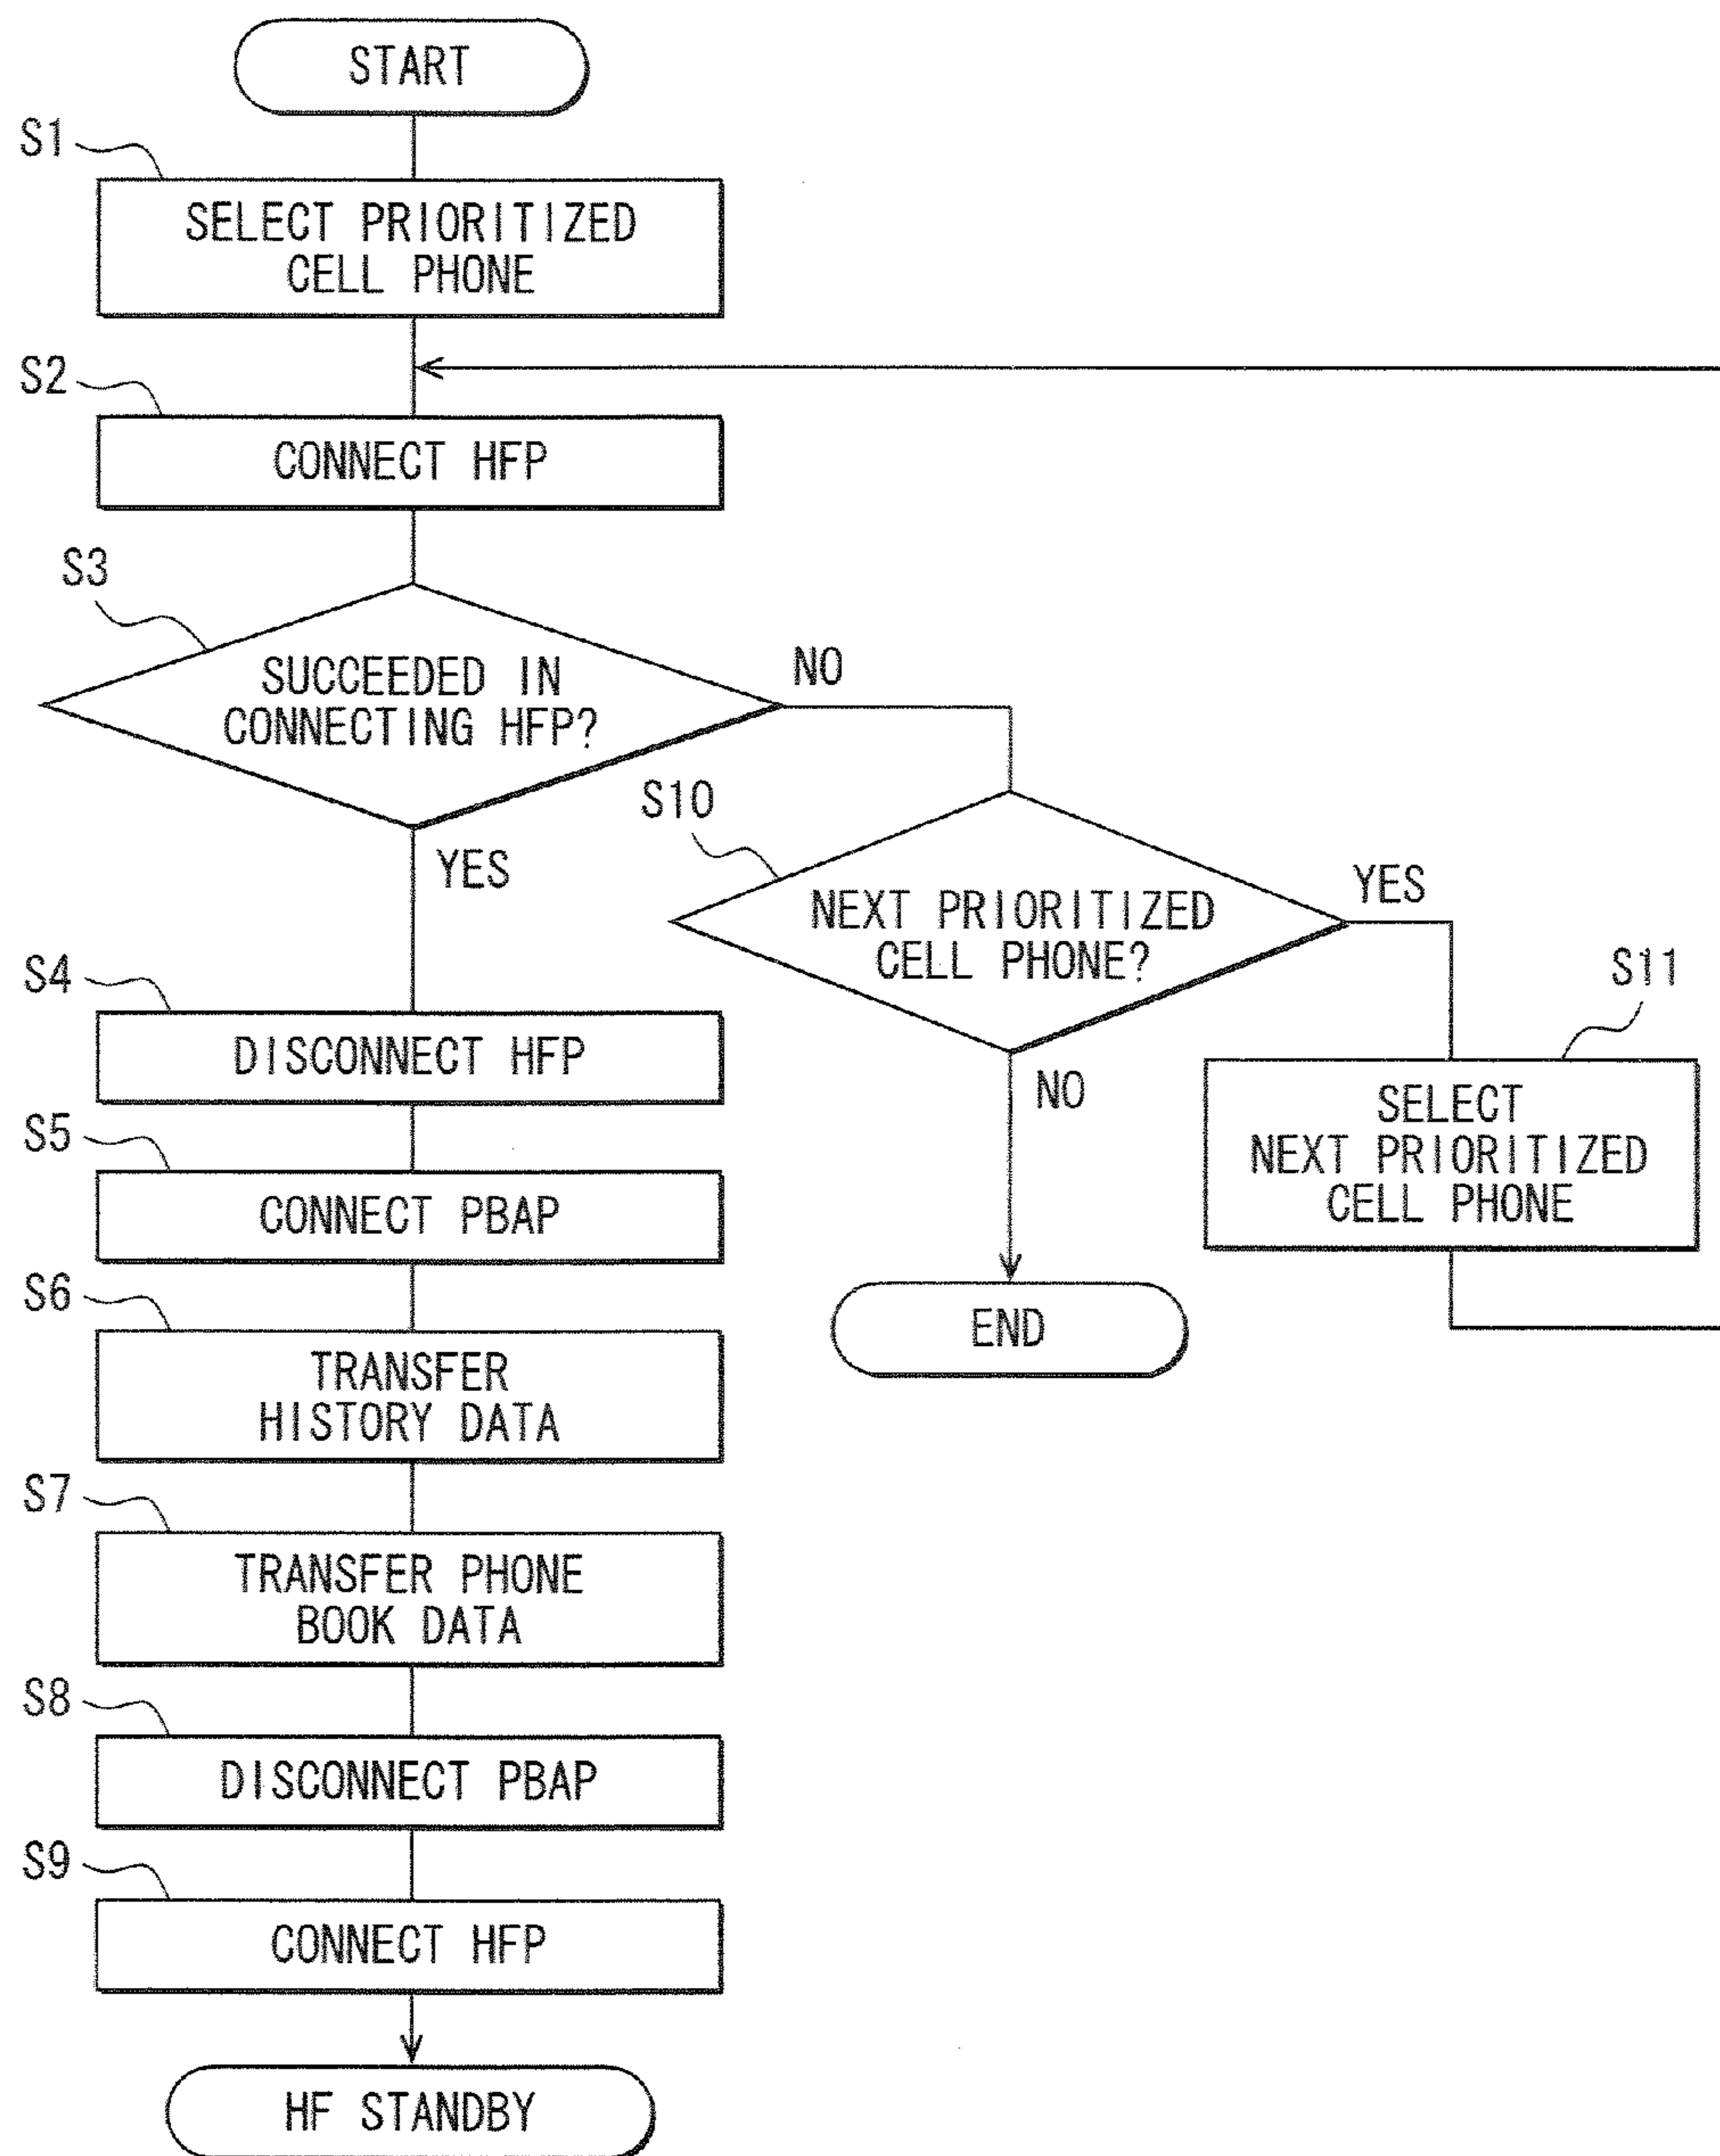 START
S1
SELECT PRIORITIZED
CELL PHONE
S2
CONNECT HFP
S3
SUCCEEDED IN
CONNECTING HFP?
NO
YES
S10
NEXT PRIORITIZED
CELL PHONE?
YES
NO
S11
SELECT
NEXT PRIORITIZED
CELL PHONE
END
S4
DISCONNECT HFP
S5
CONNECT PBAP
S6
TRANSFER
HISTORY DATA
S7
TRANSFER PHONE
BOOK DATA
S8
DISCONNECT PBAP
S9
CONNECT HFP
HF STANDBY